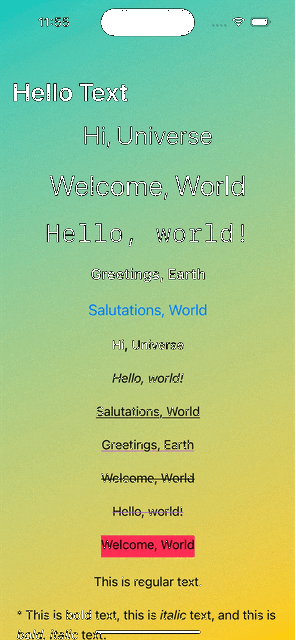 11:33
Hello Text
Hi, Universe
Welcome, World
Hello, world!
Greetings, Earth
Salutations, World
Hi, Universe
Hello, world!
Salutations, World
Greetings, Earth
Welcome, World
Hello, world!
Welcome, World
This is regular text.
* This is bold text, this is italic text, and this is
bold, italic text.